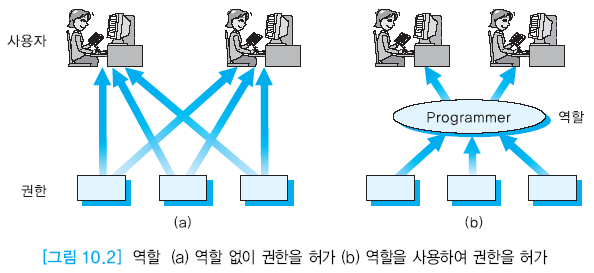 사용자
Programmer 역할
권한
(a) (b)
[그림 10.2] 역할 (a) 역할 없이 권한을 허가 (b) 역할을 사용하여 권한을 허가